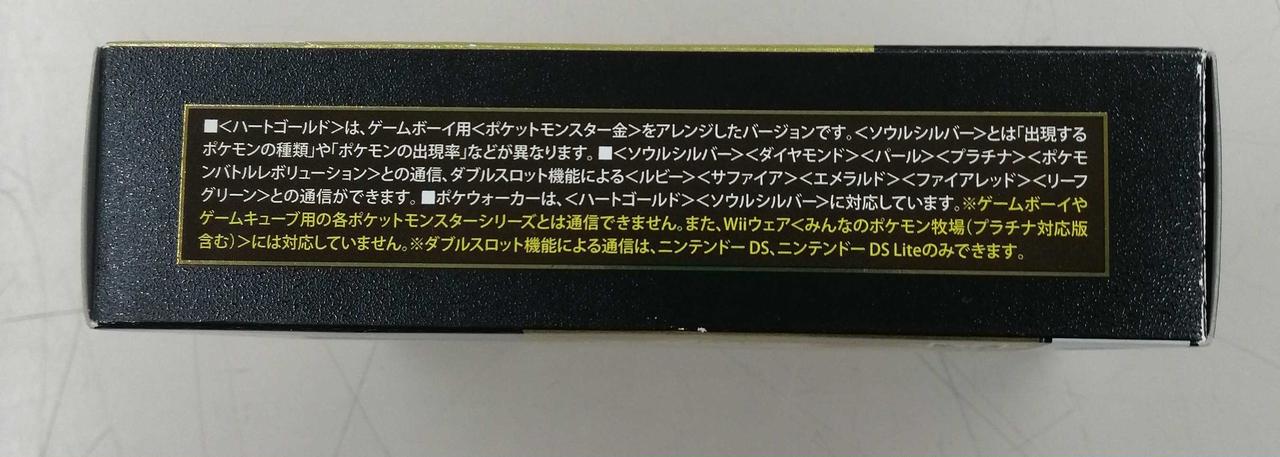 ■<ハートゴールド>は、ゲームボーイ用<ポケットモンスター金>をアレンジしたバージョンです。<ソウルシルバー>とは「出現する
ポケモンの種類」や「ポケモンの出現率」などが異なります。■<ソウルシルバー><ダイヤモンド><パール><プラチナ><ポケモ
ンバトルレボリューション>との通信、ダブルスロット機能による<ルビー><サファイア><エメラルド><ファイアレッド><リーフ
グリーン>との通信ができます。■ポケウォーカーは、<ハートゴールド><ソウルシルバー>に対応しています。※ゲームボーイや
ゲームキューブ用の各ポケットモンスターシリーズとは通信できません。また、Wiiウェア<みんなのポケモン牧場(プラチナ対応版
含む)>には対応していません。※ダブルスロット機能による通信は、ニンテンドーDS、ニンテンドーDS Liteのみできます。